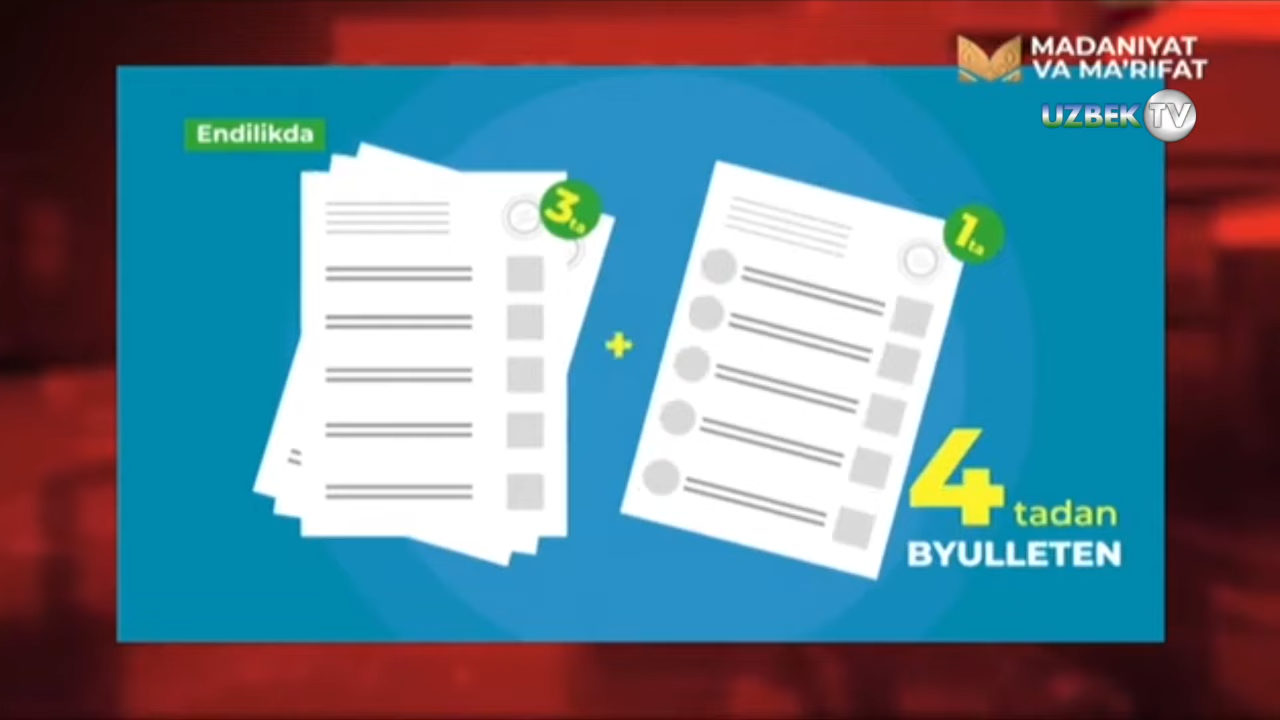 MADANIYAT
VA MA'RIFAT
UZBEK TV
Endilikda
3 ta
1 ta
+
4 tadan
BYULLETEN